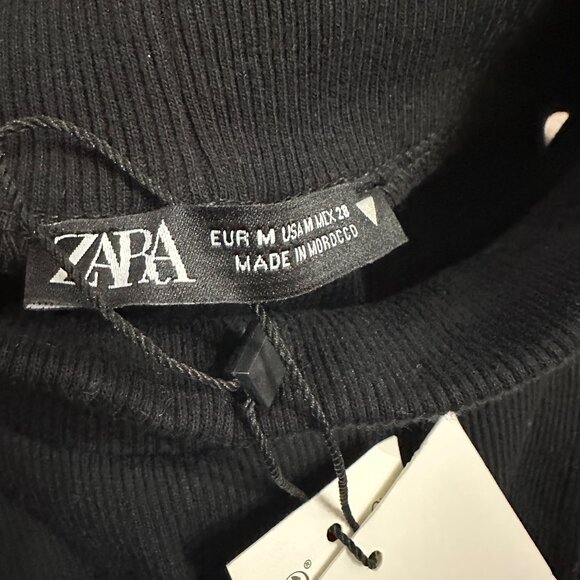 ZARA
EUR M USA M MEX 28
MADE IN MOROCCO
®